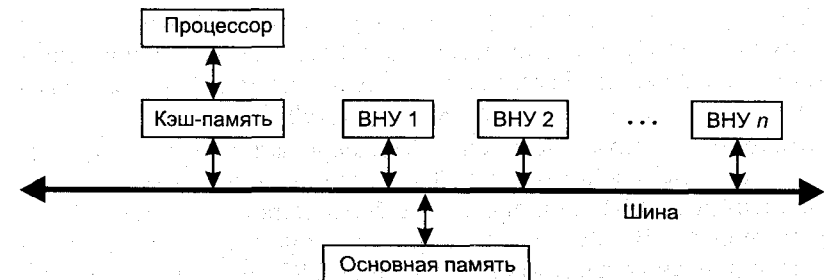 Процессор
Кэш-память
ВНУ 1
ВНУ 2
...
ВНУ n
Шина
Основная память